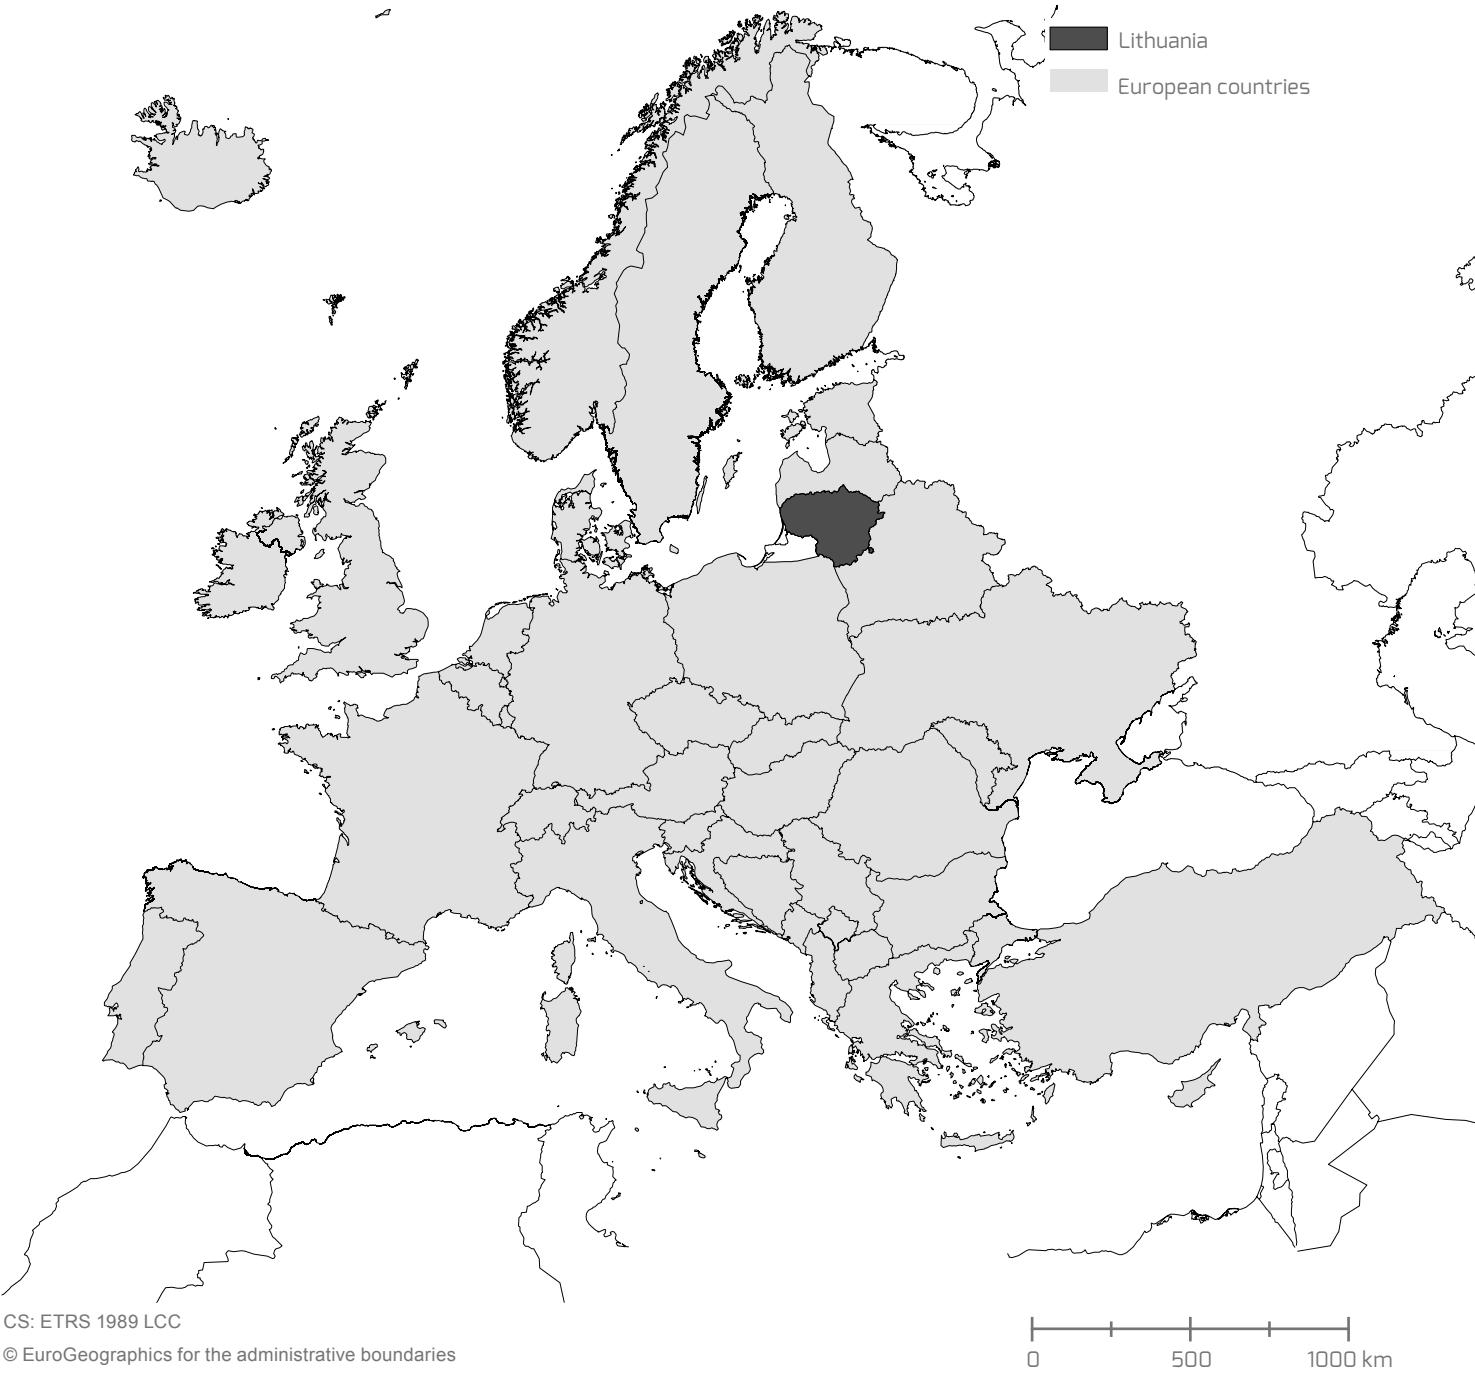 Lithuania
European countries
CS: ETRS 1989 LCC
© EuroGeographics for the administrative boundaries
0 500 1000 km